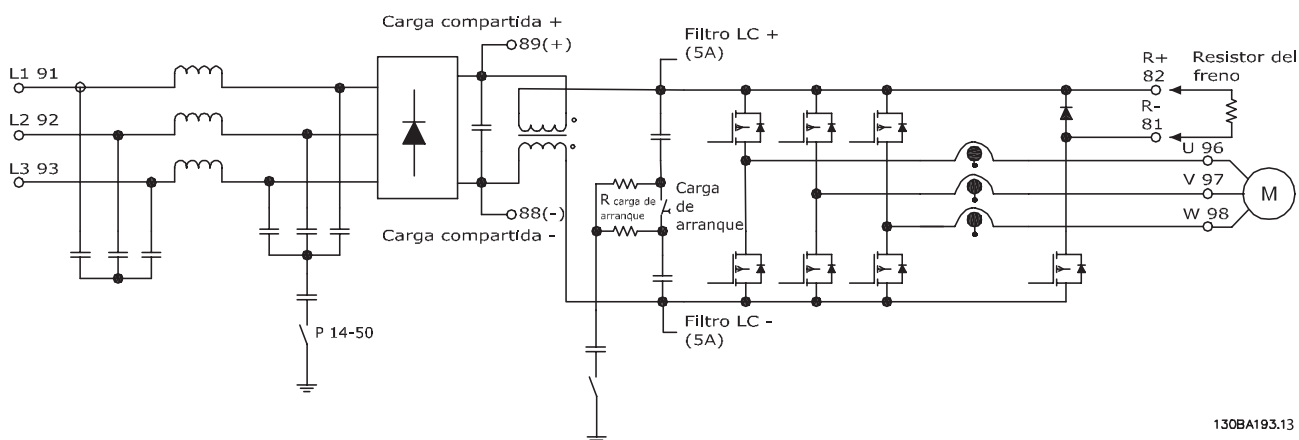 Carga compartida +
89(+)
Filtro LC +
(5A)
R+
82
Resistor del
freno
L1 91
L2 92
L3 93
R-
81
U 96
V 97
W 98
M
R carga de
arranque
Carga
de
arranque
88(-)
Carga compartida -
Filtro LC -
(5A)
P 14-50
130BA193.13